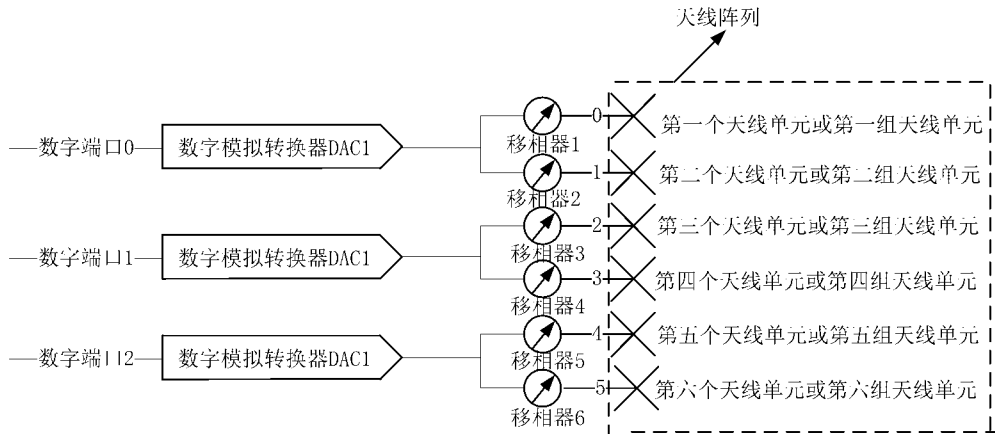 天线阵列
数字端口0 数字模拟转换器DAC1 移相器1 0 第一个天线单元或第一组天线单元
移相器2 1 第二个天线单元或第二组天线单元
数字端口1 数字模拟转换器DAC1 移相器3 2 第三个天线单元或第三组天线单元
移相器4 3 第四个天线单元或第四组天线单元
数字端口2 数字模拟转换器DAC1 移相器5 4 第五个天线单元或第五组天线单元
移相器6 5 第六个天线单元或第六组天线单元